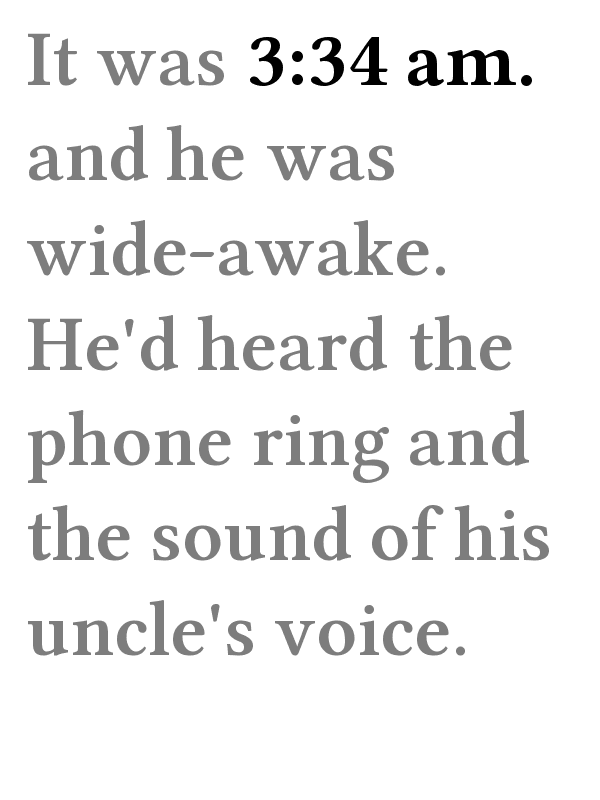 It was 3:34 am.
and he was
wide-awake.
He'd heard the
phone ring and
the sound of his
uncle's voice.